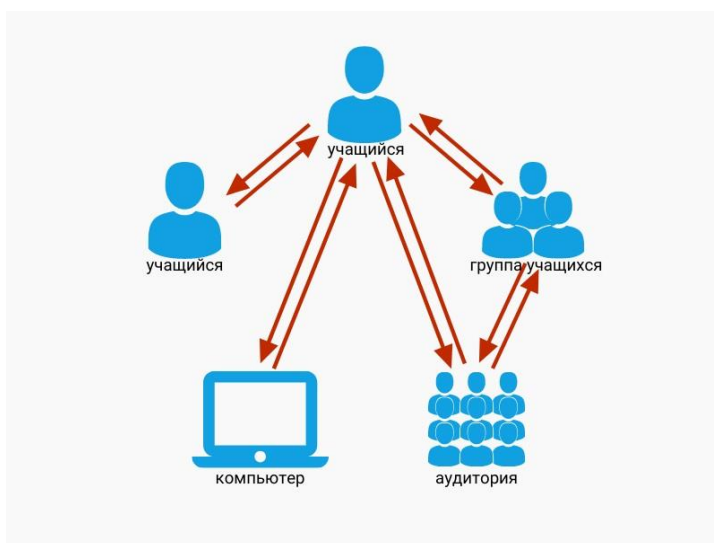 учащийся
учащийся
группа учащихся
компьютер
аудитория